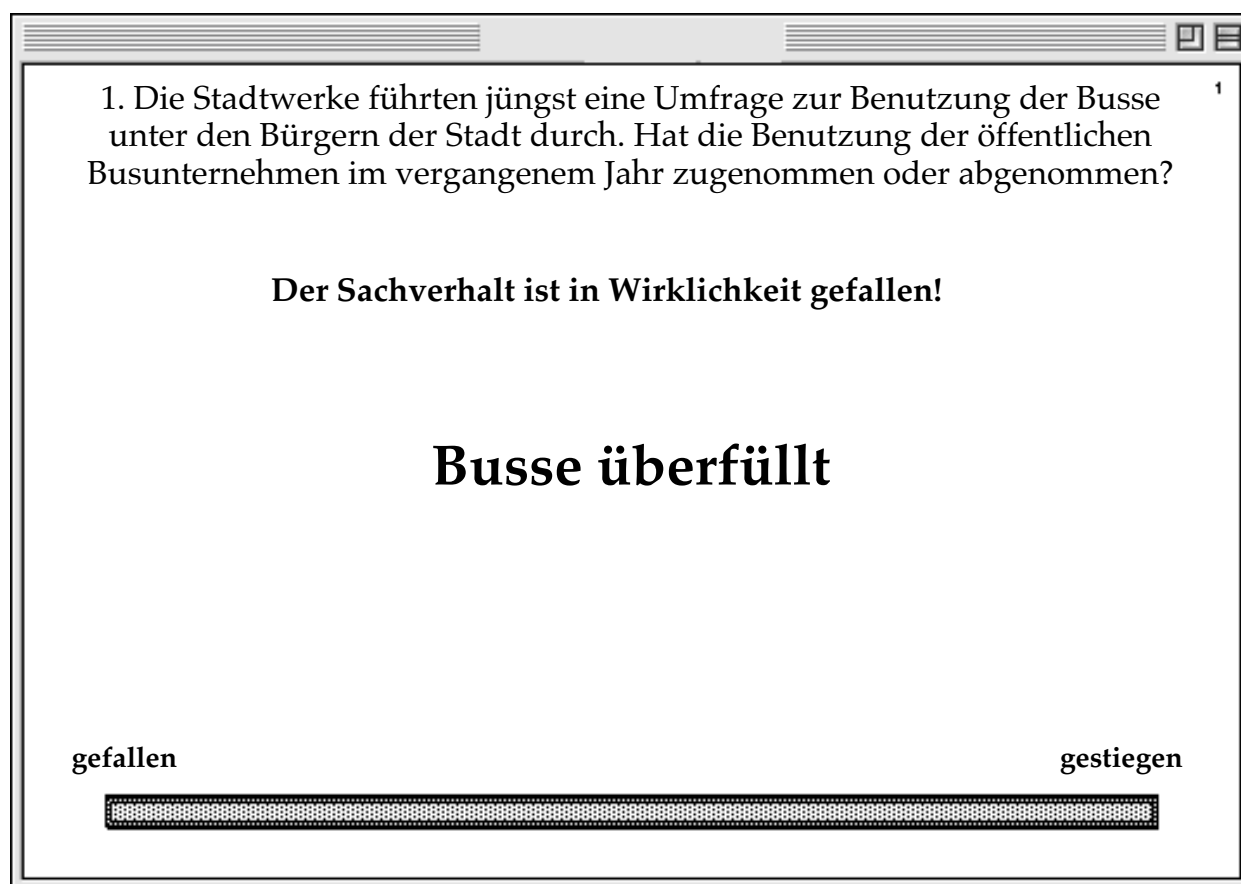 1. Die Stadtwerke führten jüngst eine Umfrage zur Benutzung der Busse
1
unter den Bürgern der Stadt durch. Hat die Benutzung der öffentlichen
Busunternehmen im vergangenem Jahr zugenommen oder abgenommen?
Der Sachverhalt ist in Wirklichkeit gefallen!
Busse überfüllt
gefallen
gestiegen